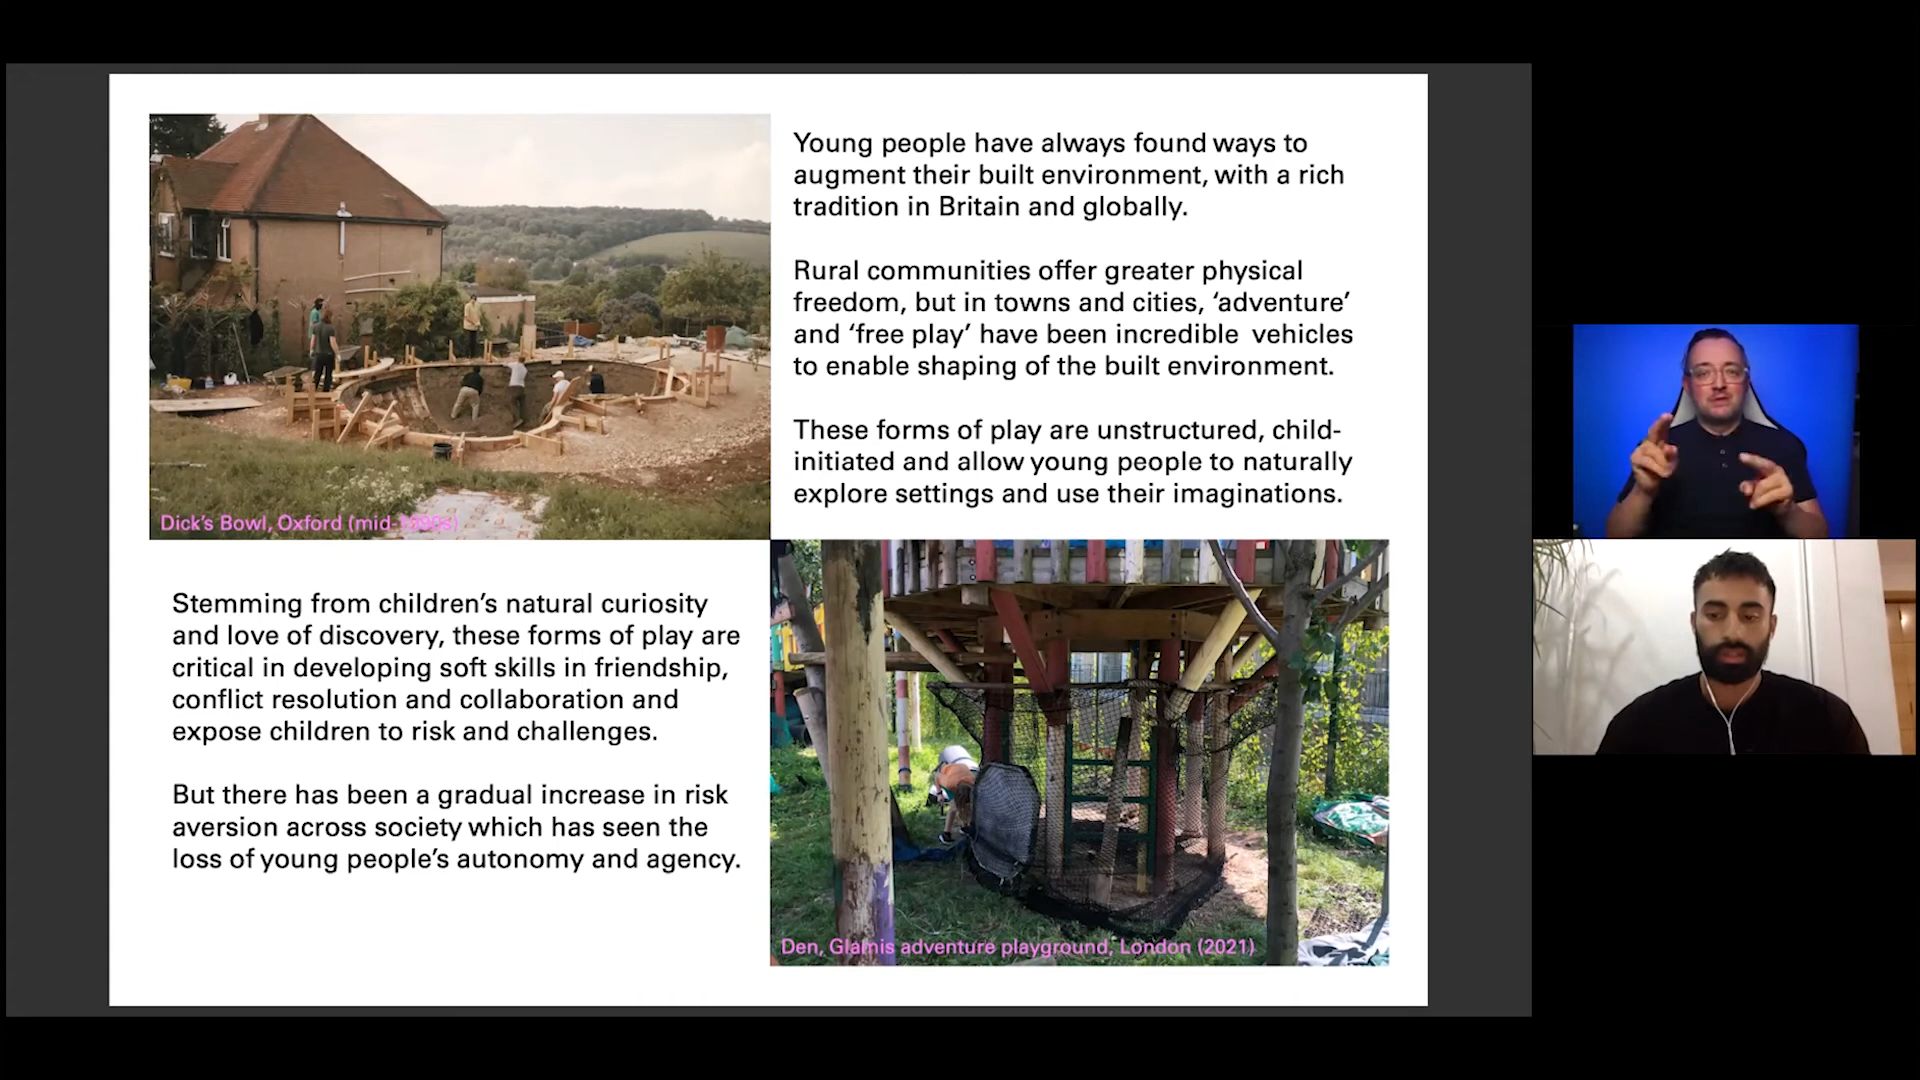 Young people have always found ways to
augment their built environment, with a rich
tradition in Britain and globally.
Rural communities offer greater physical
freedom, but in towns and cities, ‘adventure’
and ‘free play’ have been incredible vehicles
to enable shaping of the built environment.
These forms of play are unstructured, child-
initiated and allow young people to naturally
explore settings and use their imaginations.
Dick’s Bowl, Oxford (mid-1990s)
Stemming from children’s natural curiosity
and love of discovery, these forms of play are
critical in developing soft skills in friendship,
conflict resolution and collaboration and
expose children to risk and challenges.
But there has been a gradual increase in risk
aversion across society which has seen the
loss of young people’s autonomy and agency.
Den, Glamis adventure playground, London (2021)